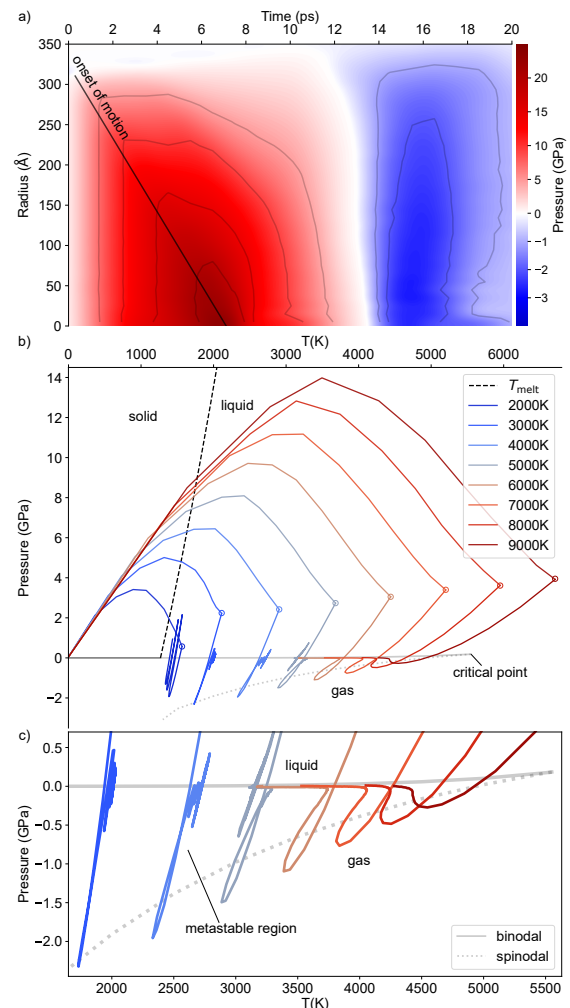 a)
Time (ps)
0 2 4 6 8 10 12 14 16 18 20
350
300
250
200
150
100
50
0
Radius (Å)
onset of motion
20
15
10
5
0
−1
−2
−3
Pressure (GPa)
T(K)
b)
0 1000 2000 3000 4000 5000 6000
14
12
10
8
6
4
2
0
−2
Pressure (GPa)
solid
liquid
gas
critical point
Tmelt
2000K
3000K
4000K
5000K
6000K
7000K
8000K
9000K
c)
0.5
0.0
−0.5
−1.0
−1.5
−2.0
Pressure (GPa)
liquid
gas
metastable region
binodal
spinodal
2000 2500 3000 3500 4000 4500 5000 5500
T(K)